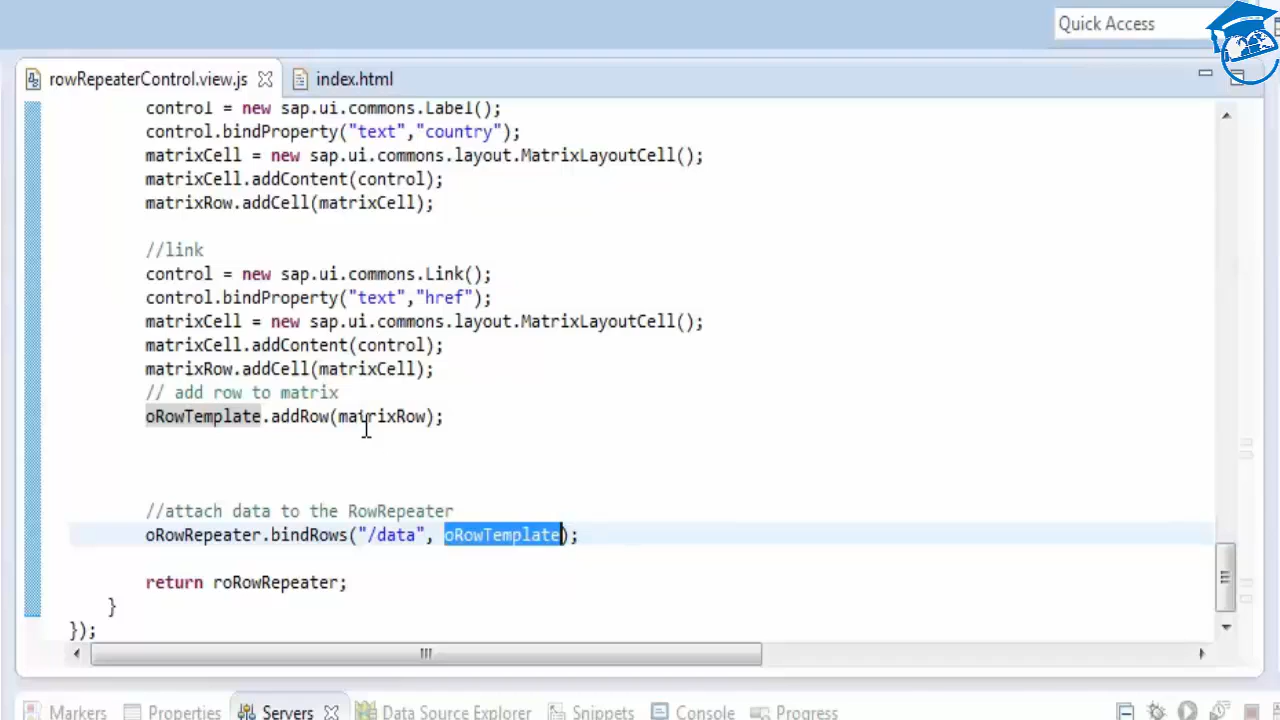 Quick Access
rowRepeaterControl.view.js
index.html
control = new sap.ui.commons.Label();
control.bindProperty("text","country");
matrixCell = new sap.ui.commons.layout.MatrixLayoutCell();
matrixCell.addContent(control);
matrixRow.addCell(matrixCell);
//link
control = new sap.ui.commons.Link();
control.bindProperty("text","href");
matrixCell = new sap.ui.commons.layout.MatrixLayoutCell();
matrixCell.addContent(control);
matrixRow.addCell(matrixCell);
// add row to matrix
oRowTemplate.addRow(matrixRow);
//attach data to the RowRepeater
oRowRepeater.bindRows("/data", oRowTemplate);
return roRowRepeater;
}
});
Markers Properties Servers Data Source Explorer Snippets Console Progress